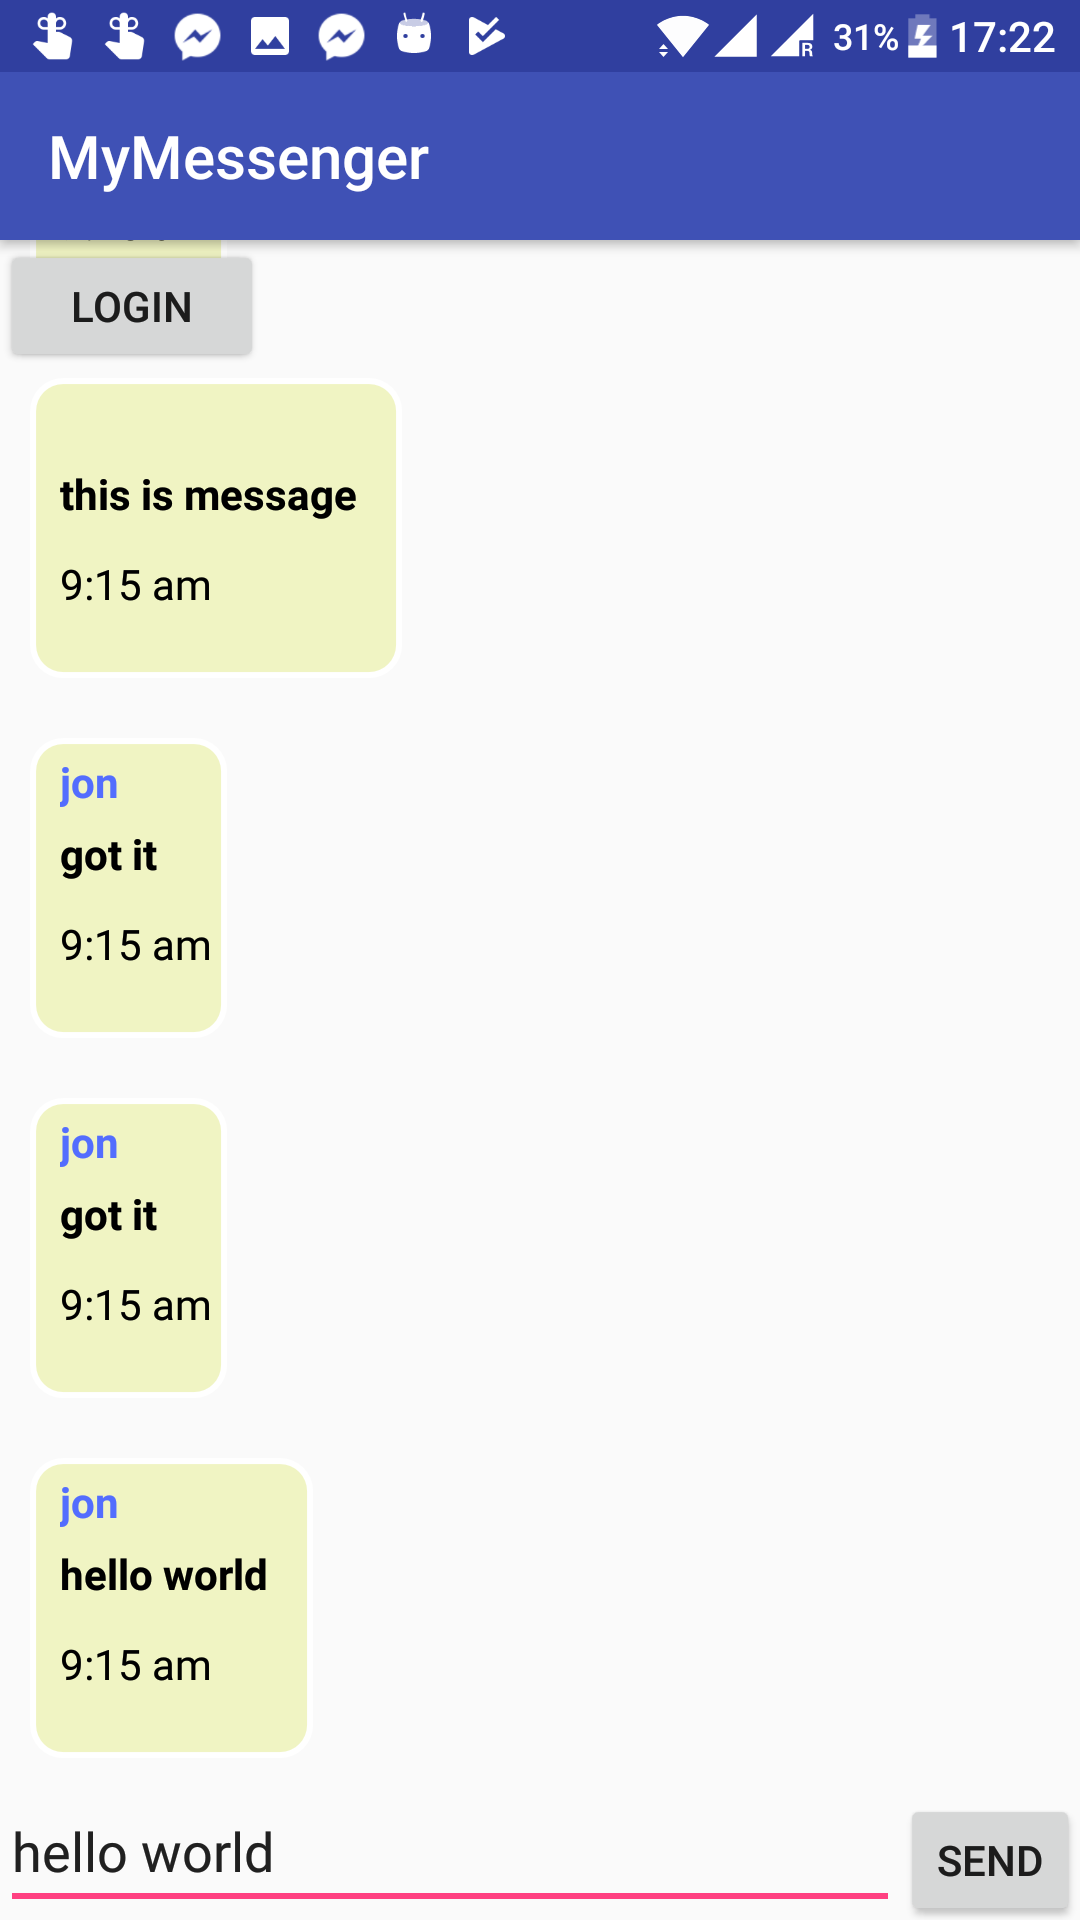 31% 17:22
MyMessenger
LOGIN
this is message
9:15 am
jon
got it
9:15 am
jon
got it
9:15 am
jon
hello world
9:15 am
hello world SEND